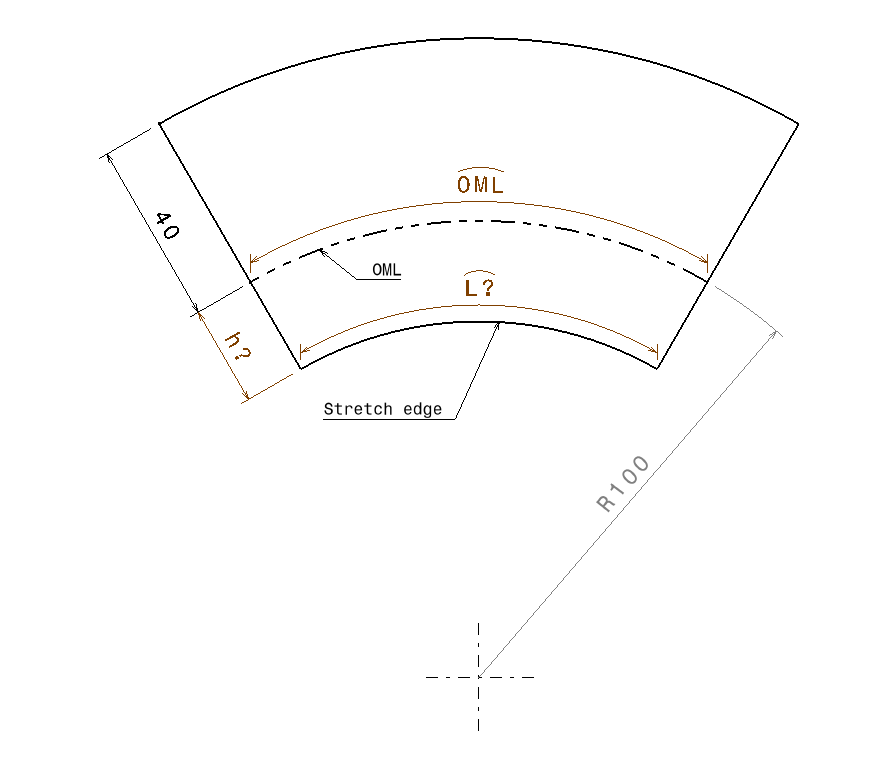 OML
40
OML
L?
h?
Stretch edge
R100